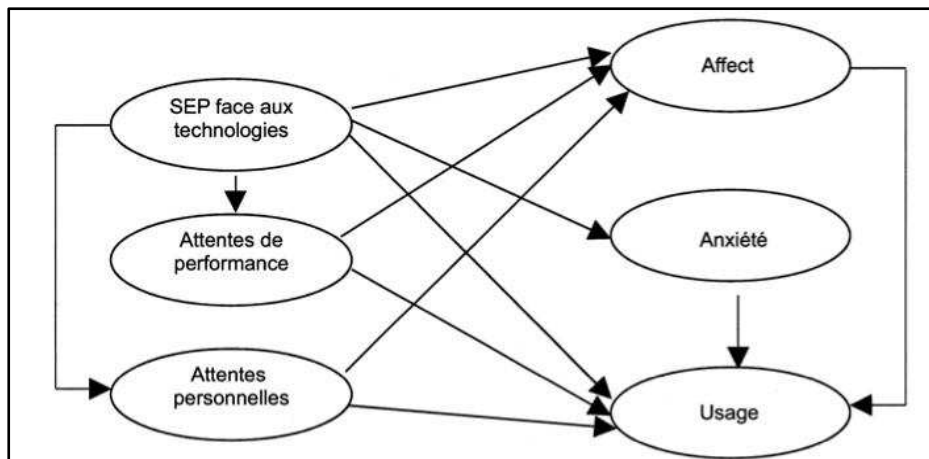 SEP face aux
technologies
Attentes de
performance
Attentes
personnelles
Affect
Anxiété
Usage